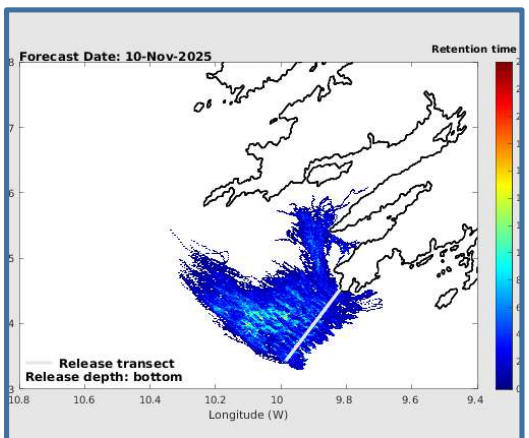 Retention time
Forecast Date: 10-Nov-2025
8
7
6
5
4
3
Release transect
Release depth: bottom
10.8 10.6 10.4 10.2 10 9.8 9.6 9.4
Longitude (W)